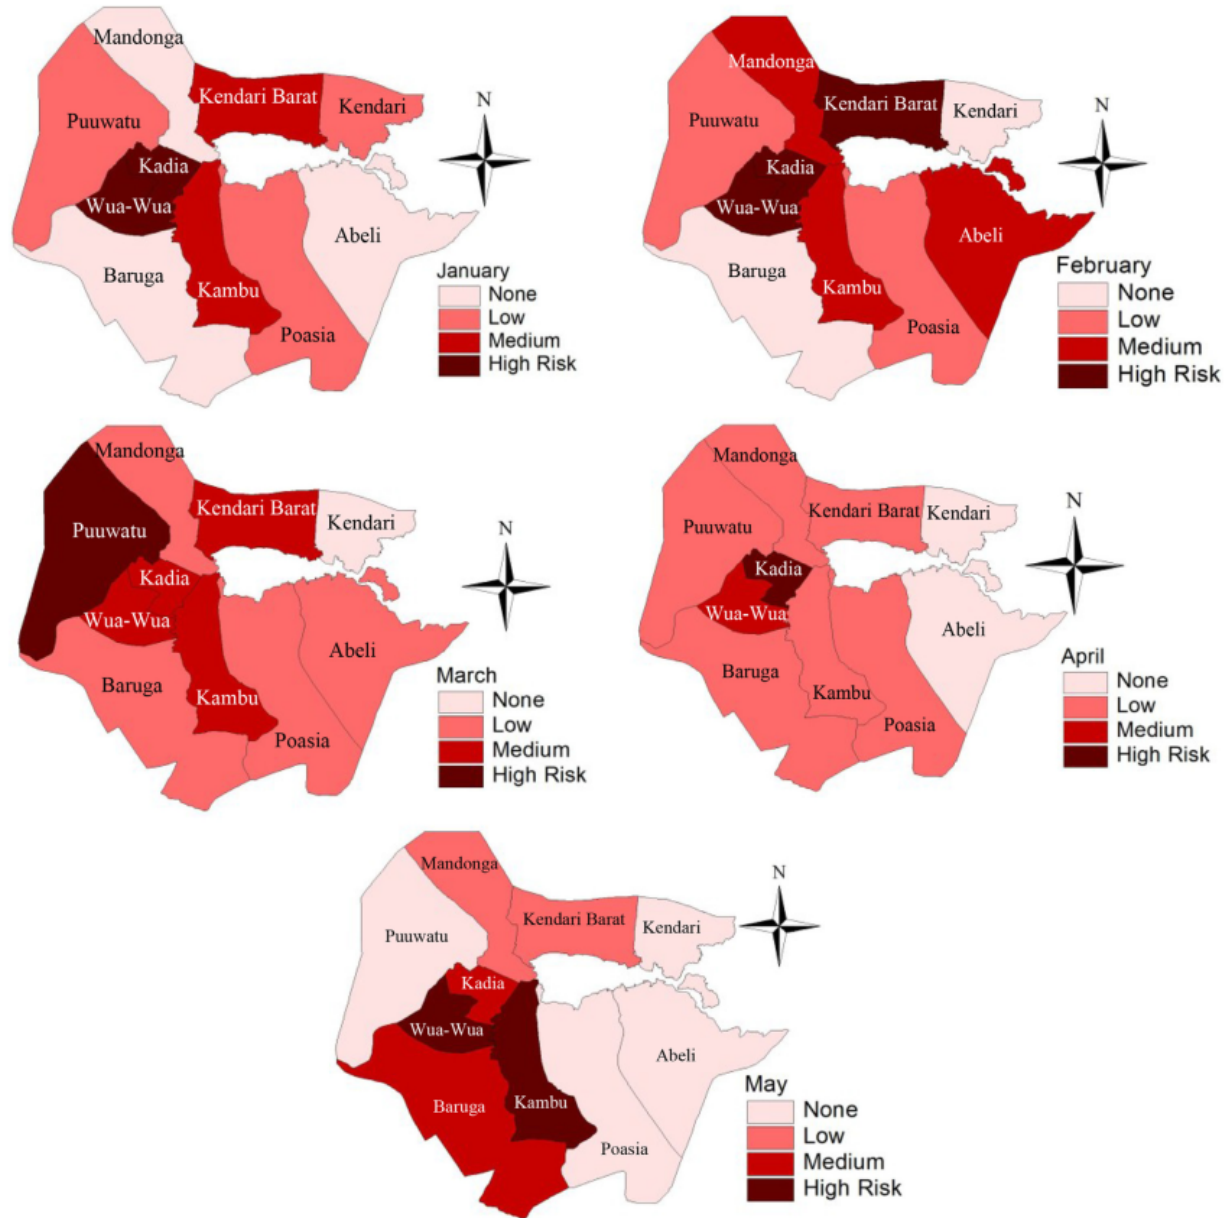 Mandonga
Kendari Barat
Kendari
Puuwatu
Kadia
Wua-Wua
Abeli
Baruga
Kambu
Poasia
N
January
None
Low
Medium
High Risk
Mandonga
Kendari Barat
Kendari
Puuwatu
Kadia
Wua-Wua
Abeli
Baruga
Kambu
Poasia
N
February
None
Low
Medium
High Risk
Mandonga
Kendari Barat
Kendari
Puuwatu
Kadia
Wua-Wua
Abeli
Baruga
Kambu
Poasia
N
March
None
Low
Medium
High Risk
Mandonga
Kendari Barat
Kendari
Puuwatu
Kadia
Wua-Wua
Abeli
Baruga
Kambu
Poasia
N
April
None
Low
Medium
High Risk
Mandonga
Kendari Barat
Kendari
Puuwatu
Kadia
Wua-Wua
Abeli
Baruga
Kambu
Poasia
N
May
None
Low
Medium
High Risk